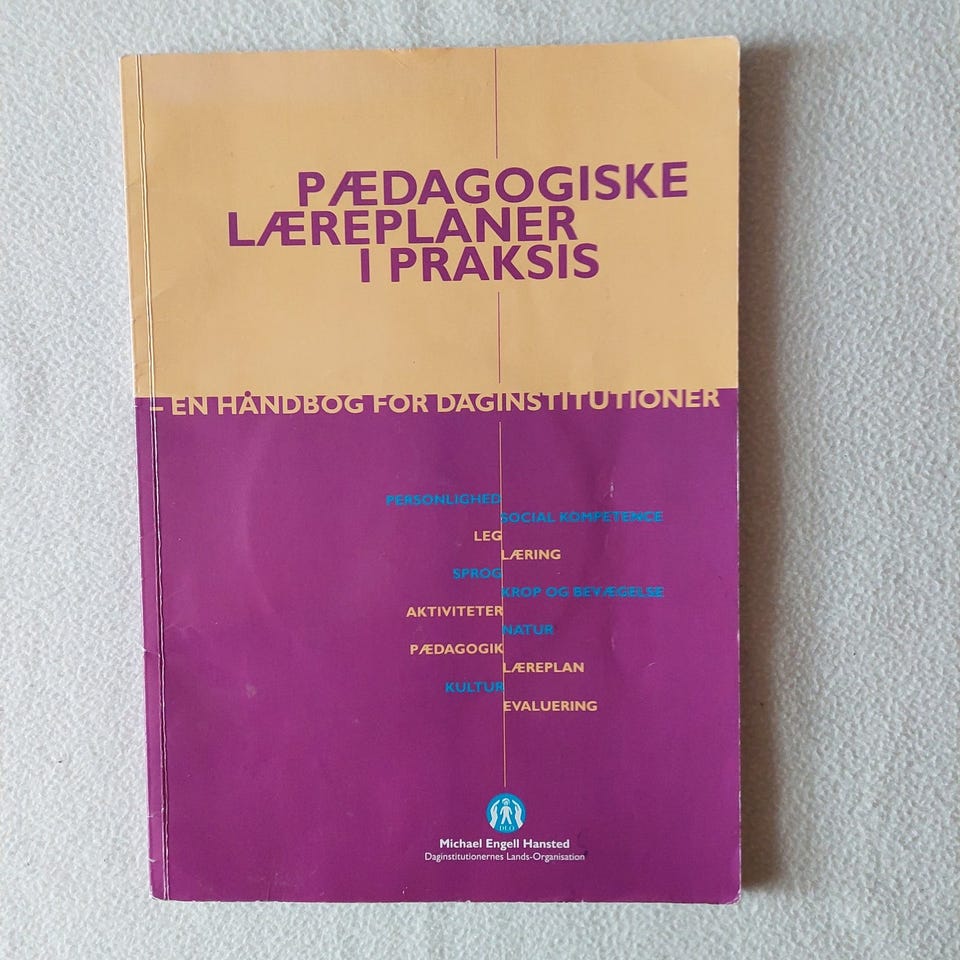 PÆDAGOGISKE
LÆREPLANER
I PRAKSIS
– EN HÅNDBOG FOR DAGINSTITUTIONER
PERSONLIGHED
SOCIAL KOMPETENCE
LEG
LÆRING
SPROG
KROP OG BEVÆGELSE
AKTIVITETER
NATUR
PÆDAGOGIK
LÆREPLAN
KULTUR
EVALUERING
DLO
Michael Engell Hansted
Daginstitutionernes Lands-Organisation